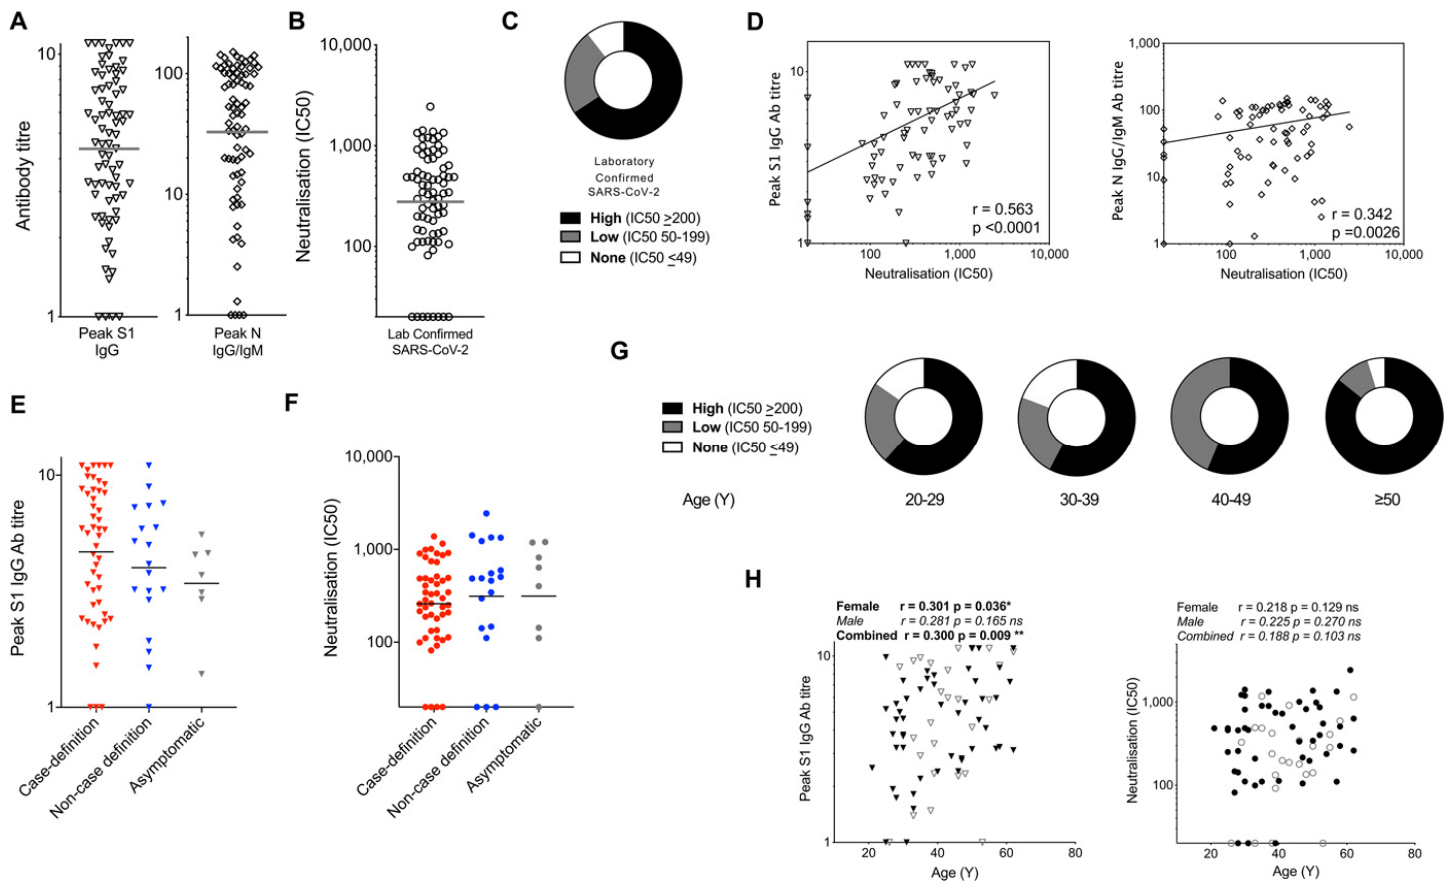 A
Antibody titre
10
1
Peak S1
IgG
100
10
1
Peak N
IgG/IgM
B
Neutralisation (IC50)
10,000
1,000
100
Lab Confirmed
SARS-CoV-2
C
Laboratory
Confirmed
SARS-CoV-2
High (IC50 ≥200)
Low (IC50 50-199)
None (IC50 ≤49)
D
Peak S1 IgG Ab titre
10
1
r = 0.563
p <0.0001
100
1,000
10,000
Neutralisation (IC50)
Peak N IgG/IgM Ab titre
1,000
100
10
1
r = 0.342
p =0.0026
100
1,000
10,000
Neutralisation (IC50)
E
Peak S1 IgG Ab titre
10
1
Case-definition
Non-case definition
Asymptomatic
F
Neutralisation (IC50)
10,000
1,000
100
Case-definition
Non-case definition
Asymptomatic
G
High (IC50 ≥200)
Low (IC50 50-199)
None (IC50 ≤49)
Age (Y)
20-29
30-39
40-49
≥50
H
Female r = 0.301 p = 0.036*
Male r = 0.281 p = 0.165 ns
Combined r = 0.300 p = 0.009 **
Peak S1 IgG Ab titre
10
1
20
40
60
80
Age (Y)
Female r = 0.218 p = 0.129 ns
Male r = 0.225 p = 0.270 ns
Combined r = 0.188 p = 0.103 ns
Neutralisation (IC50)
1,000
100
20
40
60
80
Age (Y)